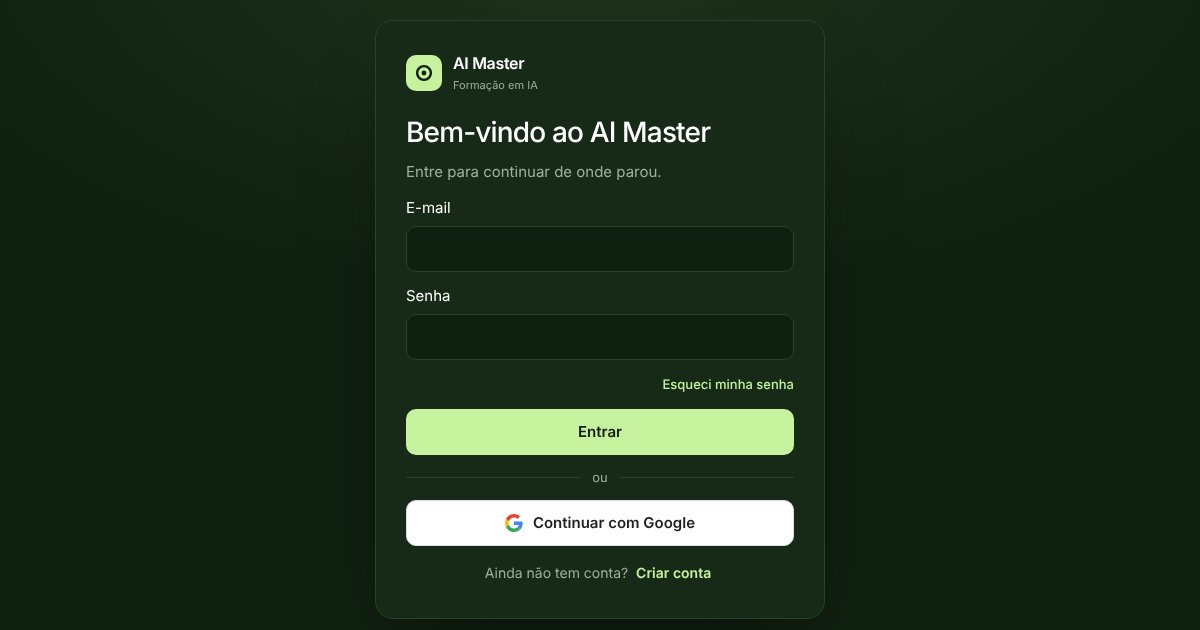 AI Master
Formação em IA
Bem-vindo ao AI Master
Entre para continuar de onde parou.
E-mail
Senha
Esqueci minha senha
Entrar
ou
Continuar com Google
Ainda não tem conta? Criar conta